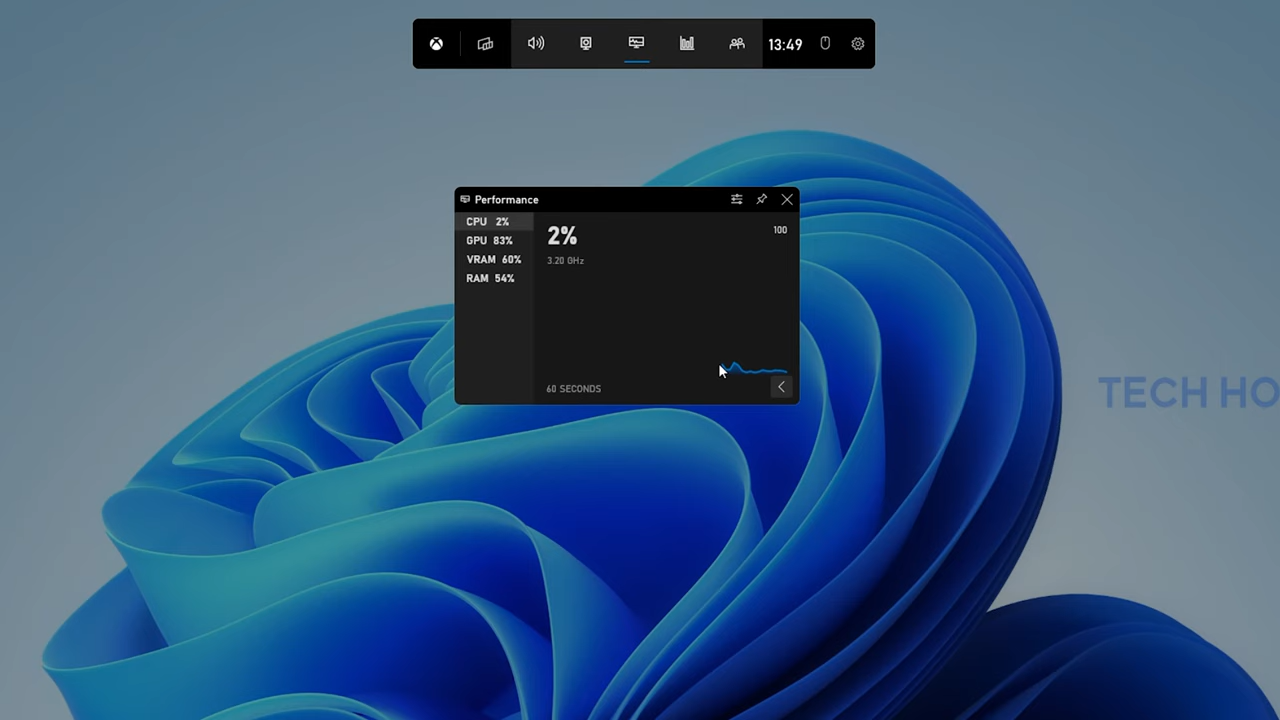 13:49
Performance
CPU 2%
GPU 83%
VRAM 60%
RAM 54%
2%
100
3.20 GHz
60 SECONDS
TECH HO